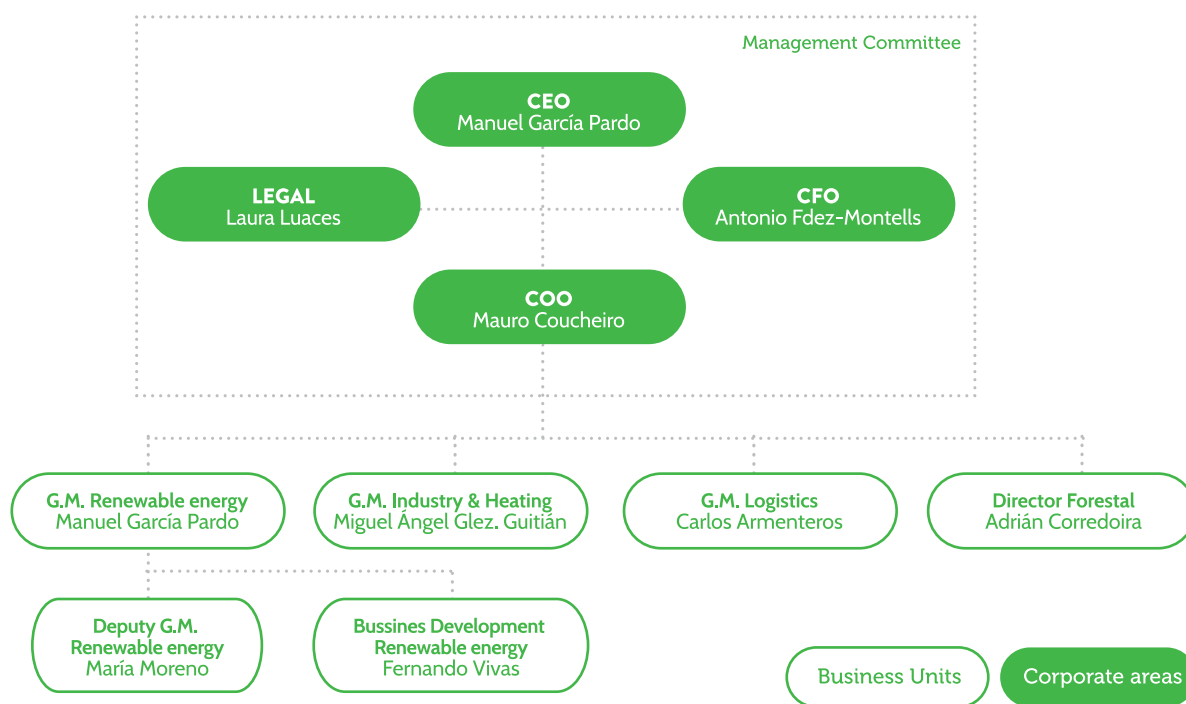 Management Committee
CEO
Manuel García Pardo
LEGAL
Laura Luaces
CFO
Antonio Fdez-Montells
COO
Mauro Coucheiro
G.M. Renewable energy
Manuel García Pardo
G.M. Industry & Heating
Miguel Ángel Glez. Guitián
G.M. Logistics
Carlos Armenteros
Director Forestal
Adrián Corredoira
Deputy G.M.
Renewable energy
María Moreno
Bussines Development
Renewable energy
Fernando Vivas
Business Units
Corporate areas